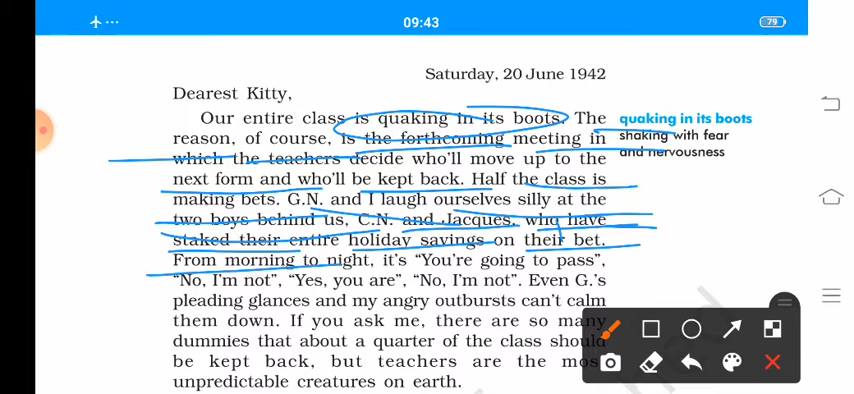 09:43
79
Saturday, 20 June 1942
Dearest Kitty,
Our entire class is quaking in its boots. The
reason, of course, is the forthcoming meeting in
which the teachers decide who'll move up to the
next form and who'll be kept back. Half the class is
making bets. G.N. and I laugh ourselves silly at the
two boys behind us, C.N. and Jacques, who have
staked their entire holiday savings on their bet.
From morning to night, it's “You're going to pass”,
“No, I'm not”, “Yes, you are”, “No, I'm not”. Even G.'s
pleading glances and my angry outbursts can't calm
them down. If you ask me, there are so many
dummies that about a quarter of the class should
be kept back, but teachers are the most
unpredictable creatures on earth.
quaking in its boots
shaking with fear
and nervousness